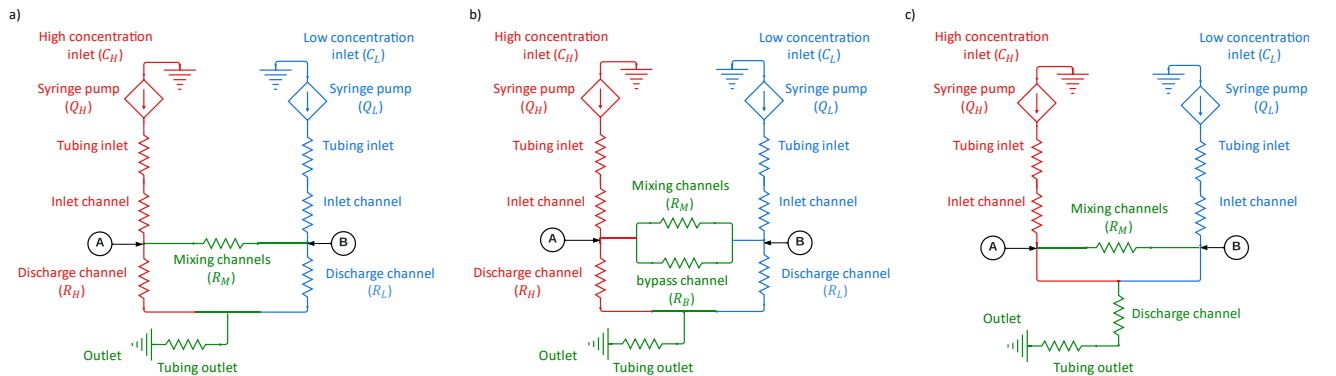 a)
High concentration
inlet (C_H)
Low concentration
inlet (C_L)
Syringe pump
(Q_H)
Syringe pump
(Q_L)
Tubing inlet
Tubing inlet
Inlet channel
Inlet channel
A
B
Mixing channels
(R_M)
Discharge channel
(R_H)
Discharge channel
(R_L)
Outlet
Tubing outlet
b)
High concentration
inlet (C_H)
Low concentration
inlet (C_L)
Syringe pump
(Q_H)
Syringe pump
(Q_L)
Tubing inlet
Tubing inlet
Mixing channels
(R_M)
Inlet channel
Inlet channel
A
B
Discharge channel
(R_H)
bypass channel
(R_B)
Discharge channel
(R_L)
Outlet
Tubing outlet
c)
High concentration
inlet (C_H)
Low concentration
inlet (C_L)
Syringe pump
(Q_H)
Syringe pump
(Q_L)
Tubing inlet
Tubing inlet
Inlet channel
Inlet channel
Mixing channels
(R_M)
A
B
Discharge channel
Outlet
Tubing outlet